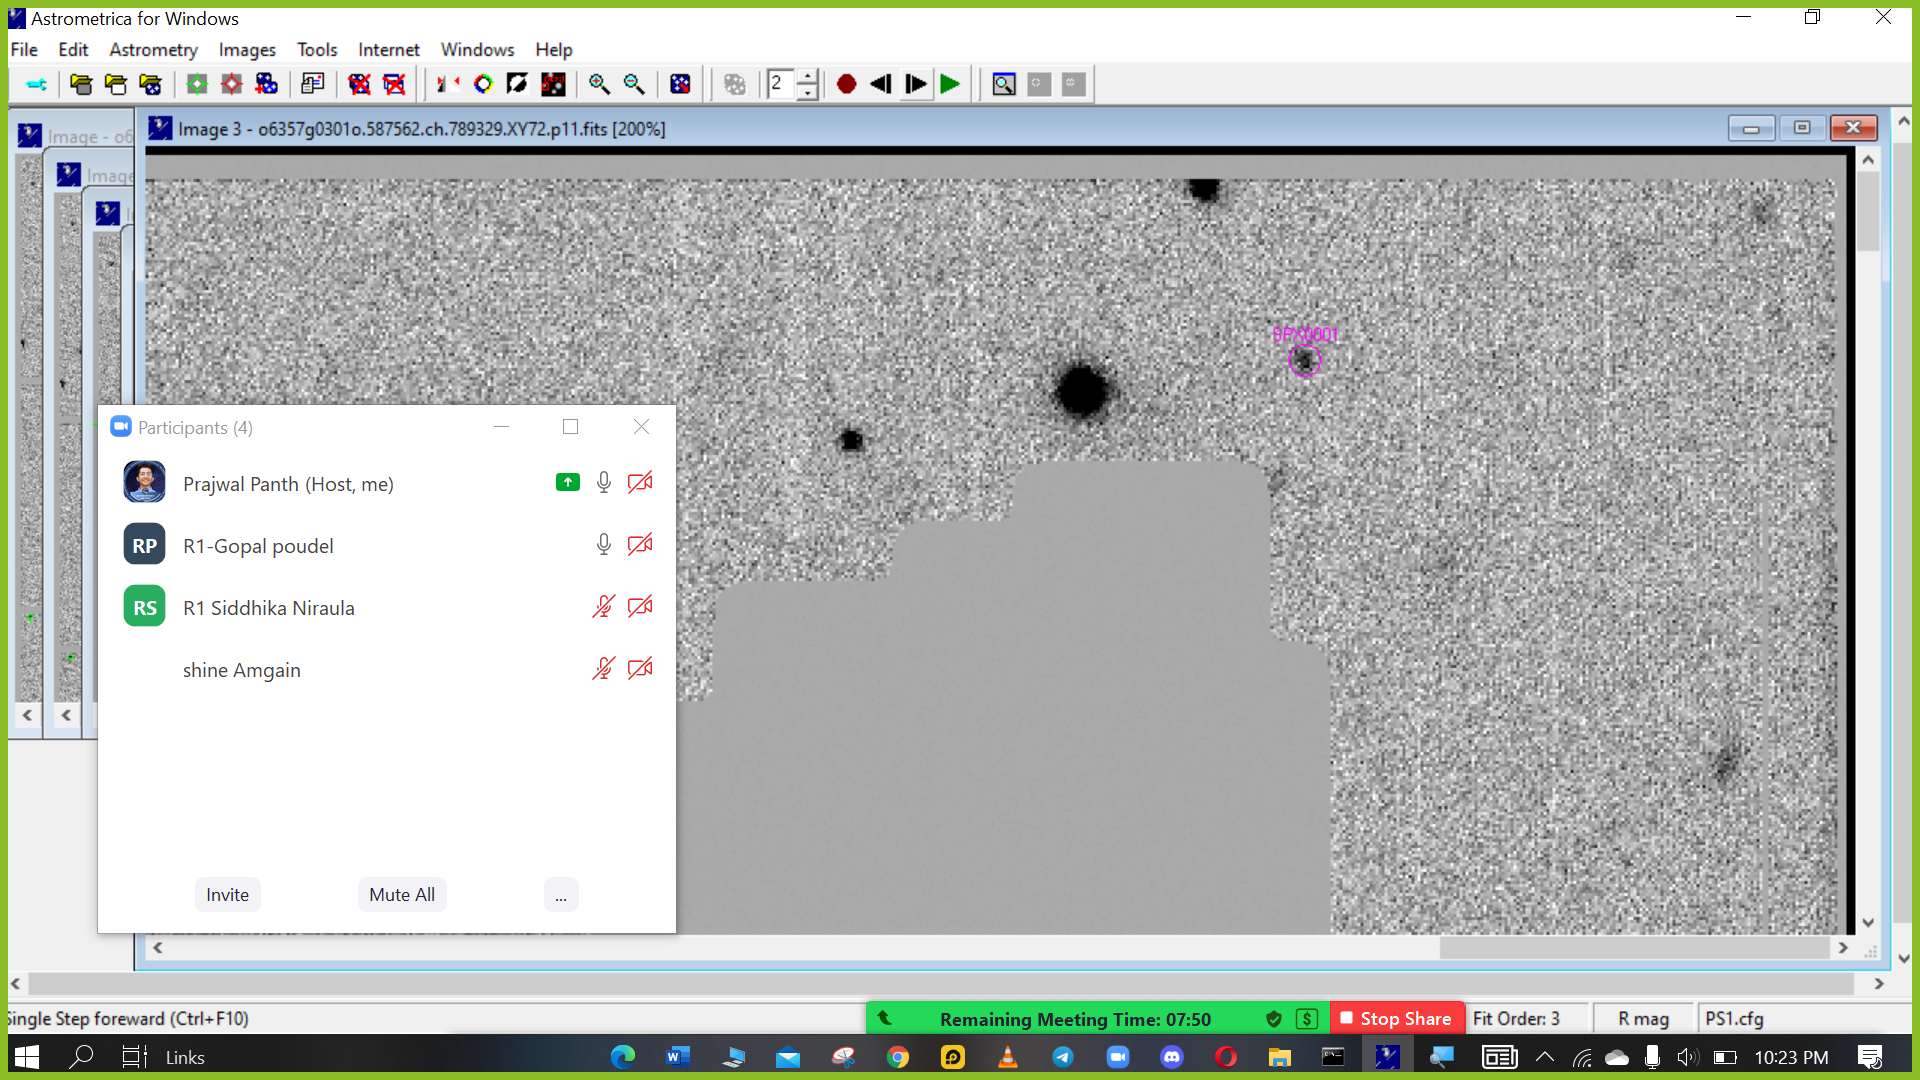 Astrometrica for Windows
File Edit Astrometry Images Tools Internet Windows Help
2
Image - o6
Image
Image 3 - o6357g0301o.587562.ch.789329.XY72.p11.fits [200%]
SPX0001
Participants (4)
Prajwal Panth (Host, me)
RP R1-Gopal poudel
RS R1 Siddhika Niraula
shine Amgain
Invite Mute All ...
Single Step foreward (Ctrl+F10)
Remaining Meeting Time: 07:50
$
Stop Share
Fit Order: 3
R mag
PS1.cfg
Links
10:23 PM